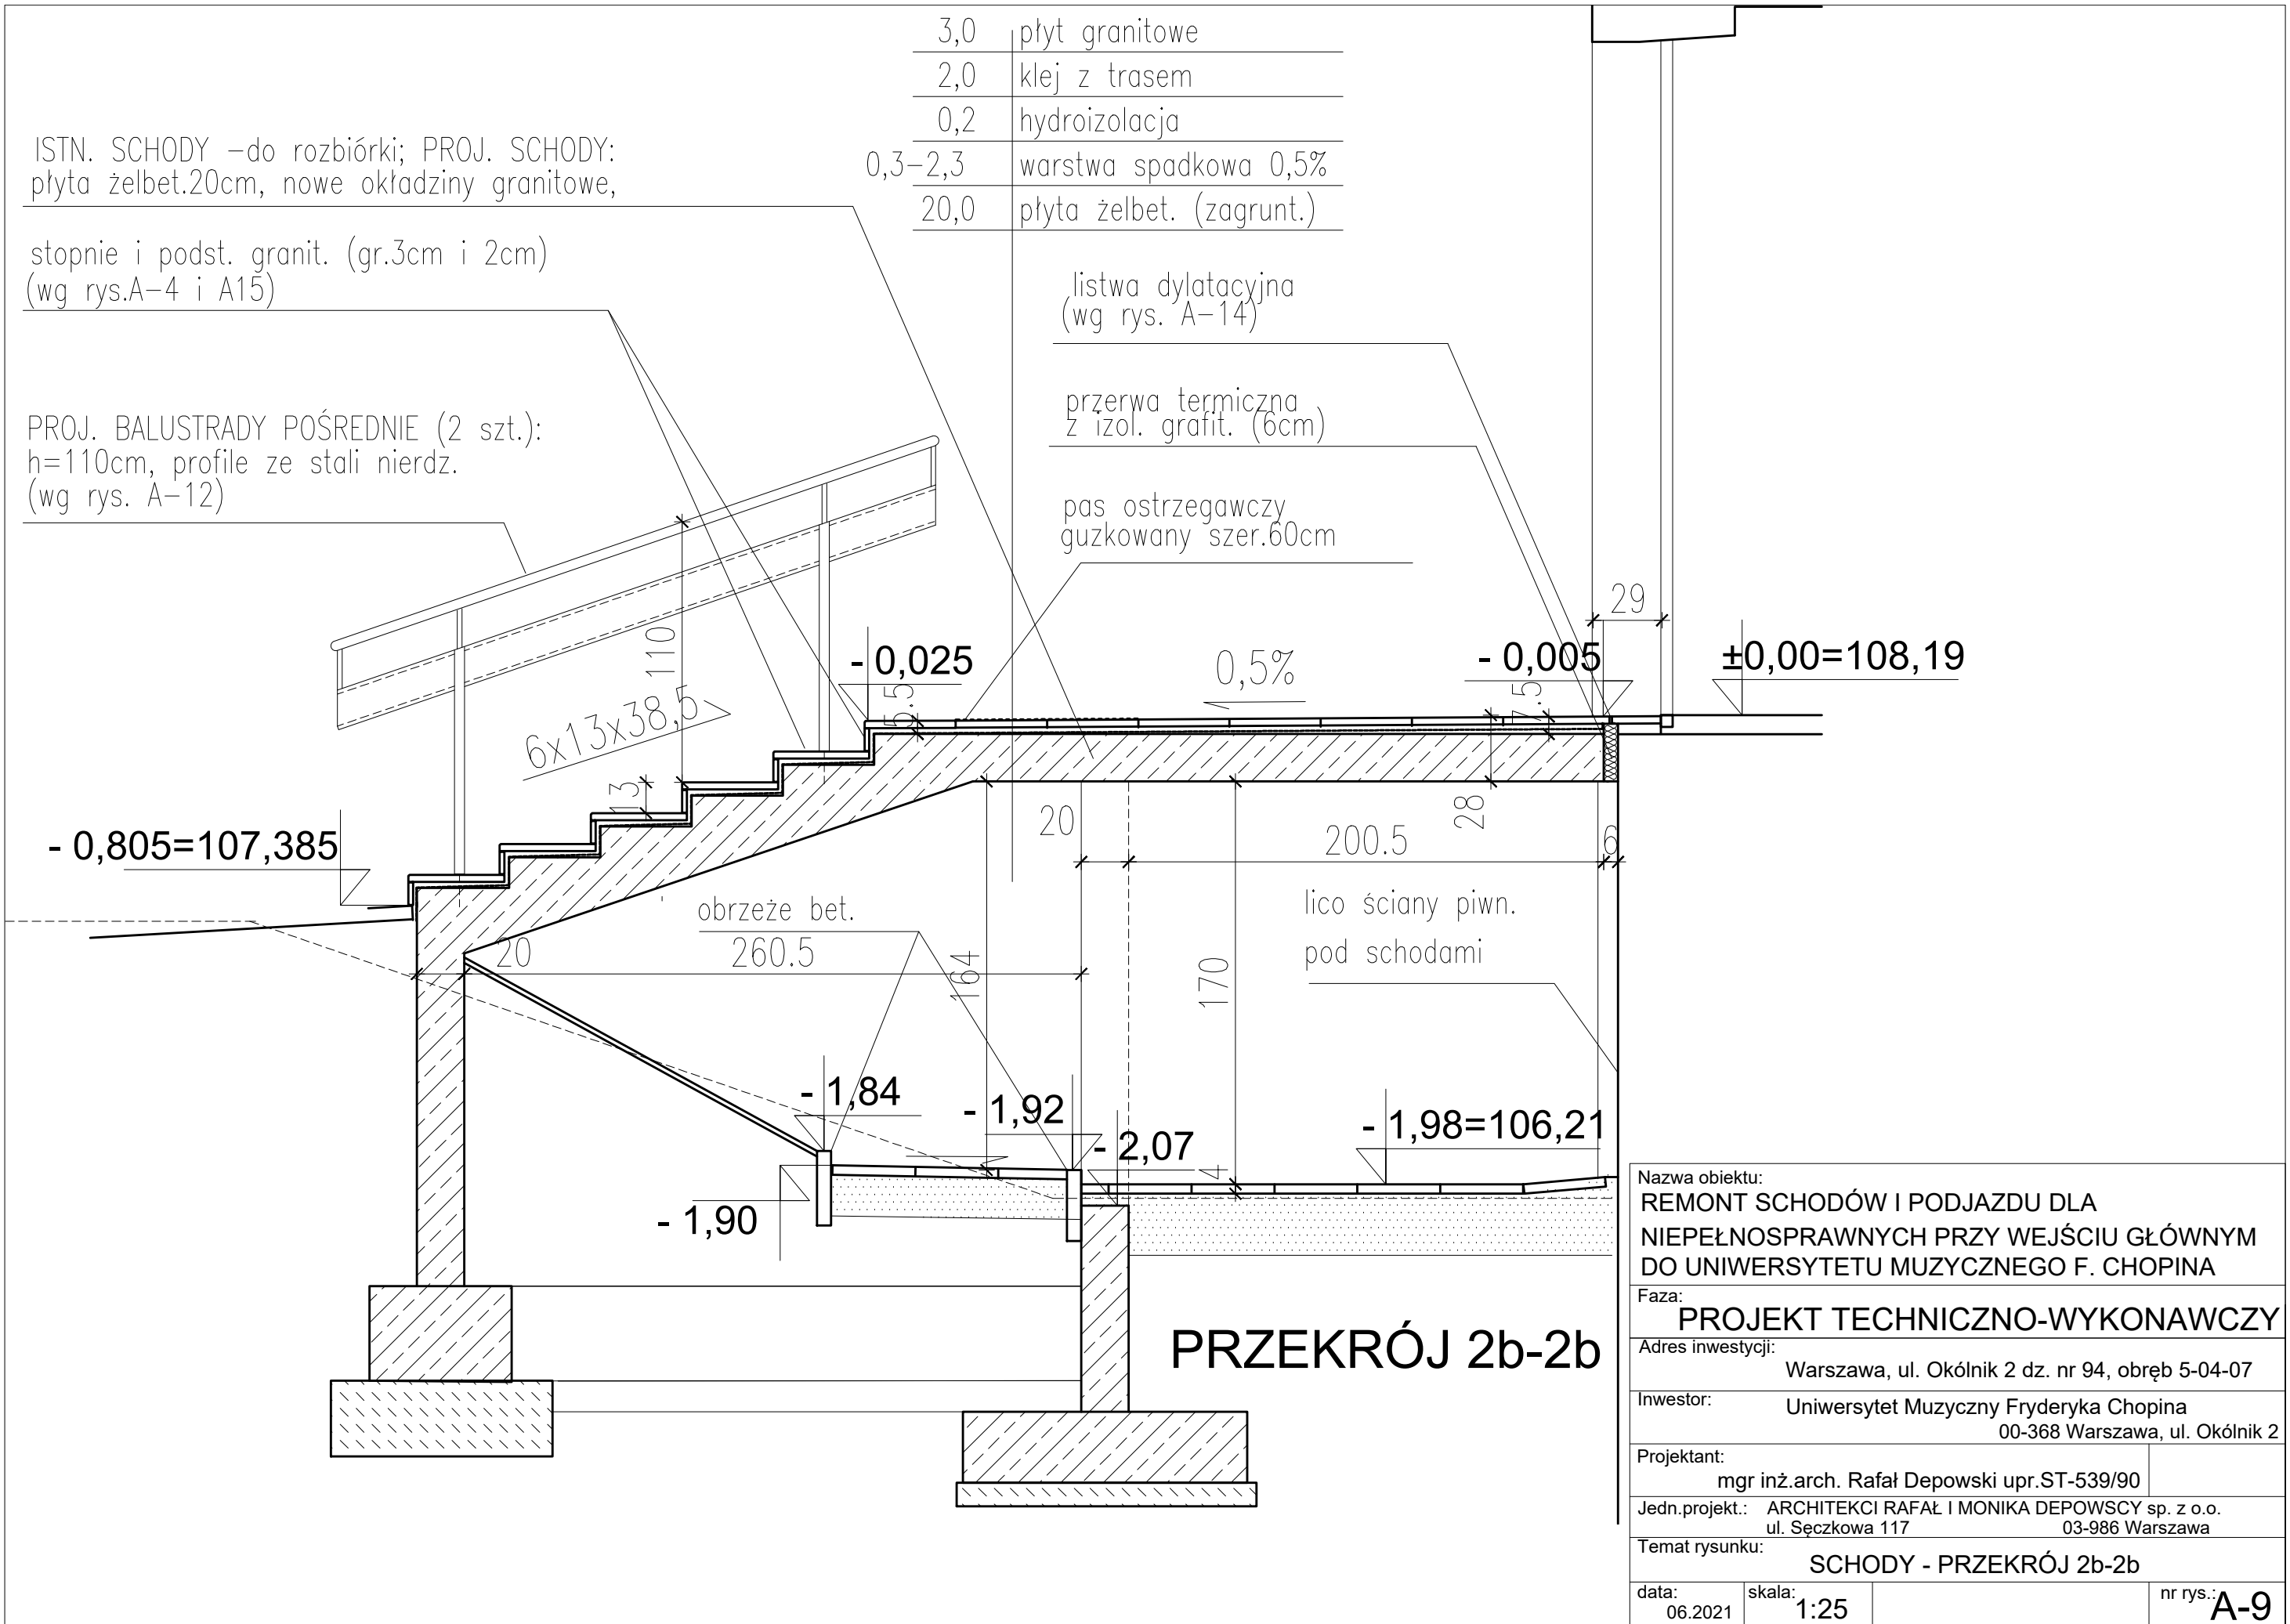 3,0 płyt granitowe
2,0 klej z trasem
0,2 hydroizolacja
0,3-2,3 warstwa spadkowa 0,5%
20,0 płyta żelbet. (zagrunt.)
ISTN. SCHODY -do rozbiórki; PROJ. SCHODY:
płyta żelbet.20cm, nowe okładziny granitowe,
stopnie i podst. granit. (gr.3cm i 2cm)
(wg rys.A-4 i A15)
listwa dylatacyjna
(wg rys. A-14)
przerwa termiczna
z izol. grafit. (6cm)
PROJ. BALUSTRADY POŚREDNIE (2 szt.):
h=110cm, profile ze stali nierdz.
(wg rys. A-12)
pas ostrzegawczy
guzkowany szer.60cm
29
110
- 0,025
0,5%
- 0,005
±0,00=108,19
5.5
7.5
6x13x38,5
13
20
28
200.5
6
- 0,805=107,385
obrzeże bet.
20
260.5
164
170
lico ściany piwn.
pod schodami
- 1,84
- 1,92
- 2,07
- 1,98=106,21
4
- 1,90
PRZEKRÓJ 2b-2b
Nazwa obiektu:
REMONT SCHODÓW I PODJAZDU DLA
NIEPEŁNOSPRAWNYCH PRZY WEJŚCIU GŁÓWNYM
DO UNIWERSYTETU MUZYCZNEGO F. CHOPINA
Faza:
PROJEKT TECHNICZNO-WYKONAWCZY
Adres inwestycji:
Warszawa, ul. Okólnik 2 dz. nr 94, obręb 5-04-07
Inwestor: Uniwersytet Muzyczny Fryderyka Chopina
00-368 Warszawa, ul. Okólnik 2
Projektant:
mgr inż.arch. Rafał Depowski upr.ST-539/90
Jedn.projekt.: ARCHITEKCI RAFAŁ I MONIKA DEPOWSCY sp. z o.o.
ul. Sęczkowa 117 03-986 Warszawa
Temat rysunku:
SCHODY - PRZEKRÓJ 2b-2b
data: 06.2021 skala: 1:25 nr rys.: A-9